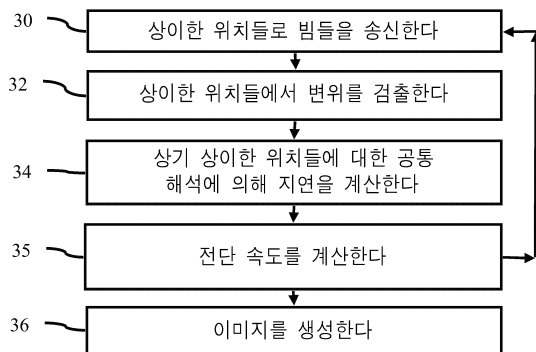 30
상이한 위치들로 빔들을 송신한다
32
상이한 위치들에서 변위를 검출한다
34
상기 상이한 위치들에 대한 공통
해석에 의해 지연을 계산한다
35
전단 속도를 계산한다
36
이미지를 생성한다